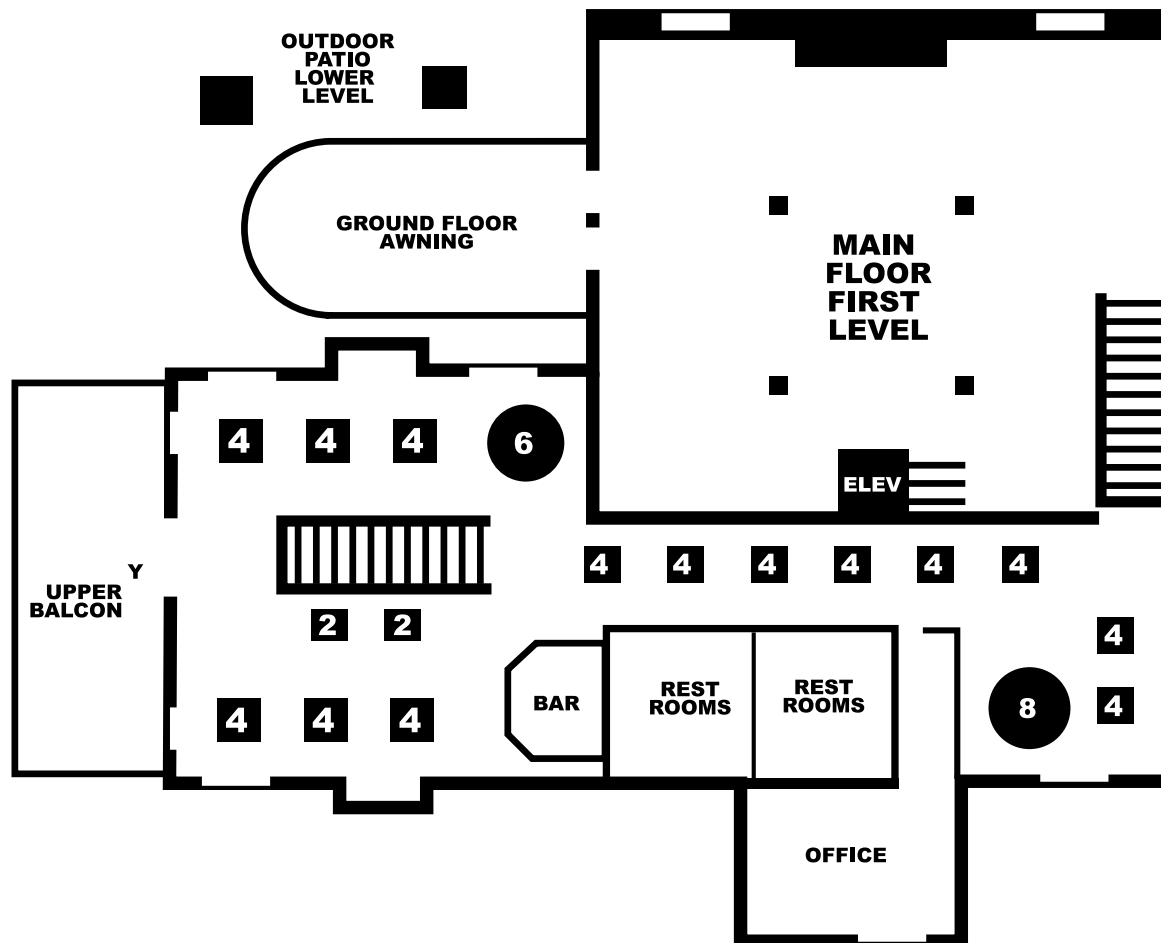 OUTDOOR
PATIO
LOWER
LEVEL
GROUND FLOOR
AWNING
MAIN
FLOOR
FIRST
LEVEL
4
4
4
6
ELEV
Y
UPPER
BALCON
4
4
4
4
4
4
2
2
4
4
4
4
4
8
BAR
REST
ROOMS
REST
ROOMS
OFFICE